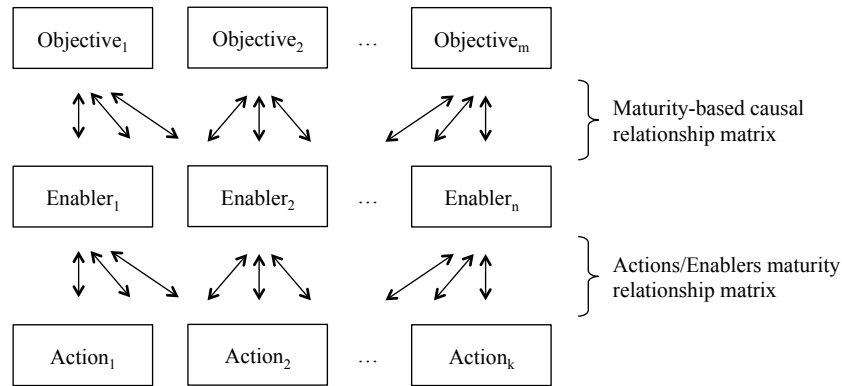 Objective₁ Objective₂ … Objectiveₘ
Maturity-based causal
relationship matrix
Enabler₁ Enabler₂ … Enablerₙ
Actions/Enablers maturity
relationship matrix
Action₁ Action₂ … Actionₖ